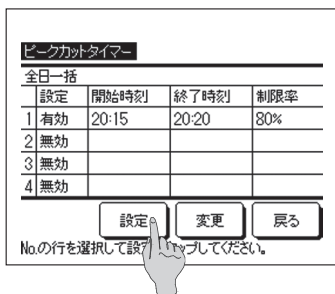 ピークカットタイマー
全日一括
設定 開始時刻 終了時刻 制限率
1 有効 20:15 20:20 80%
2 無効
3 無効
4 無効
設定 変更 戻る
No.の行を選択して設定 タップしてください。